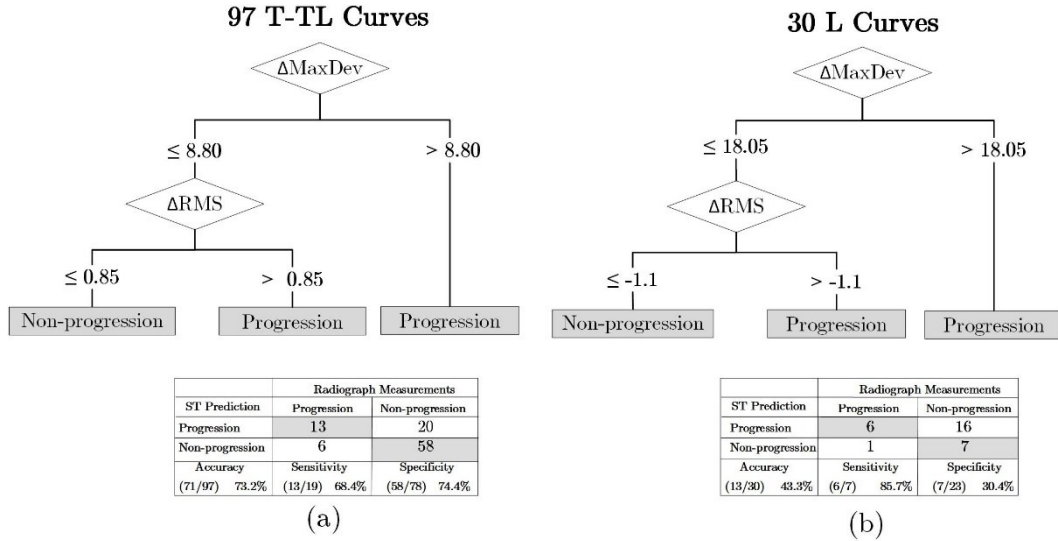 97 T-TL Curves
ΔMaxDev
≤ 8.80
> 8.80
ΔRMS
≤ 0.85
> 0.85
Non-progression
Progression
Progression
Radiograph Measurements
ST Prediction Progression Non-progression
Progression 13 20
Non-progression 6 58
Accuracy Sensitivity Specificity
(71/97) 73.2% (13/19) 68.4% (58/78) 74.4%
(a)
30 L Curves
ΔMaxDev
≤ 18.05
> 18.05
ΔRMS
≤ -1.1
> -1.1
Non-progression
Progression
Progression
Radiograph Measurements
ST Prediction Progression Non-progression
Progression 6 16
Non-progression 1 7
Accuracy Sensitivity Specificity
(13/30) 43.3% (6/7) 85.7% (7/23) 30.4%
(b)